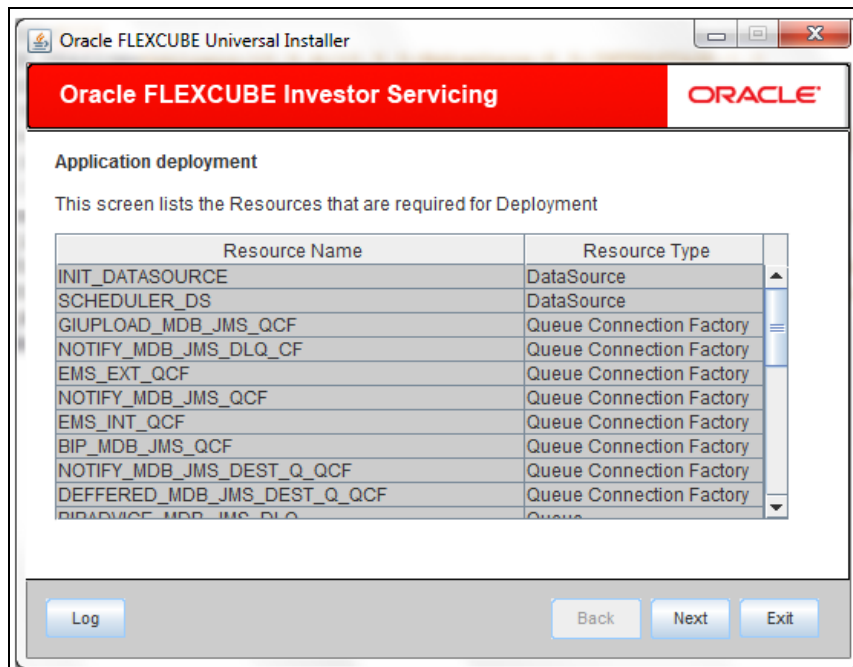 Oracle FLEXCUBE Universal Installer
Oracle FLEXCUBE Investor Servicing
ORACLE
Application deployment
This screen lists the Resources that are required for Deployment
Resource Name Resource Type
INIT_DATASOURCE DataSource
SCHEDULER_DS DataSource
GIUPLOAD_MDB_JMS_QCF Queue Connection Factory
NOTIFY_MDB_JMS_DLQ_CF Queue Connection Factory
EMS_EXT_QCF Queue Connection Factory
NOTIFY_MDB_JMS_QCF Queue Connection Factory
EMS_INT_QCF Queue Connection Factory
BIP_MDB_JMS_QCF Queue Connection Factory
NOTIFY_MDB_JMS_DEST_Q_QCF Queue Connection Factory
DEFFERED_MDB_JMS_DEST_Q_QCF Queue Connection Factory
Log Back Next Exit